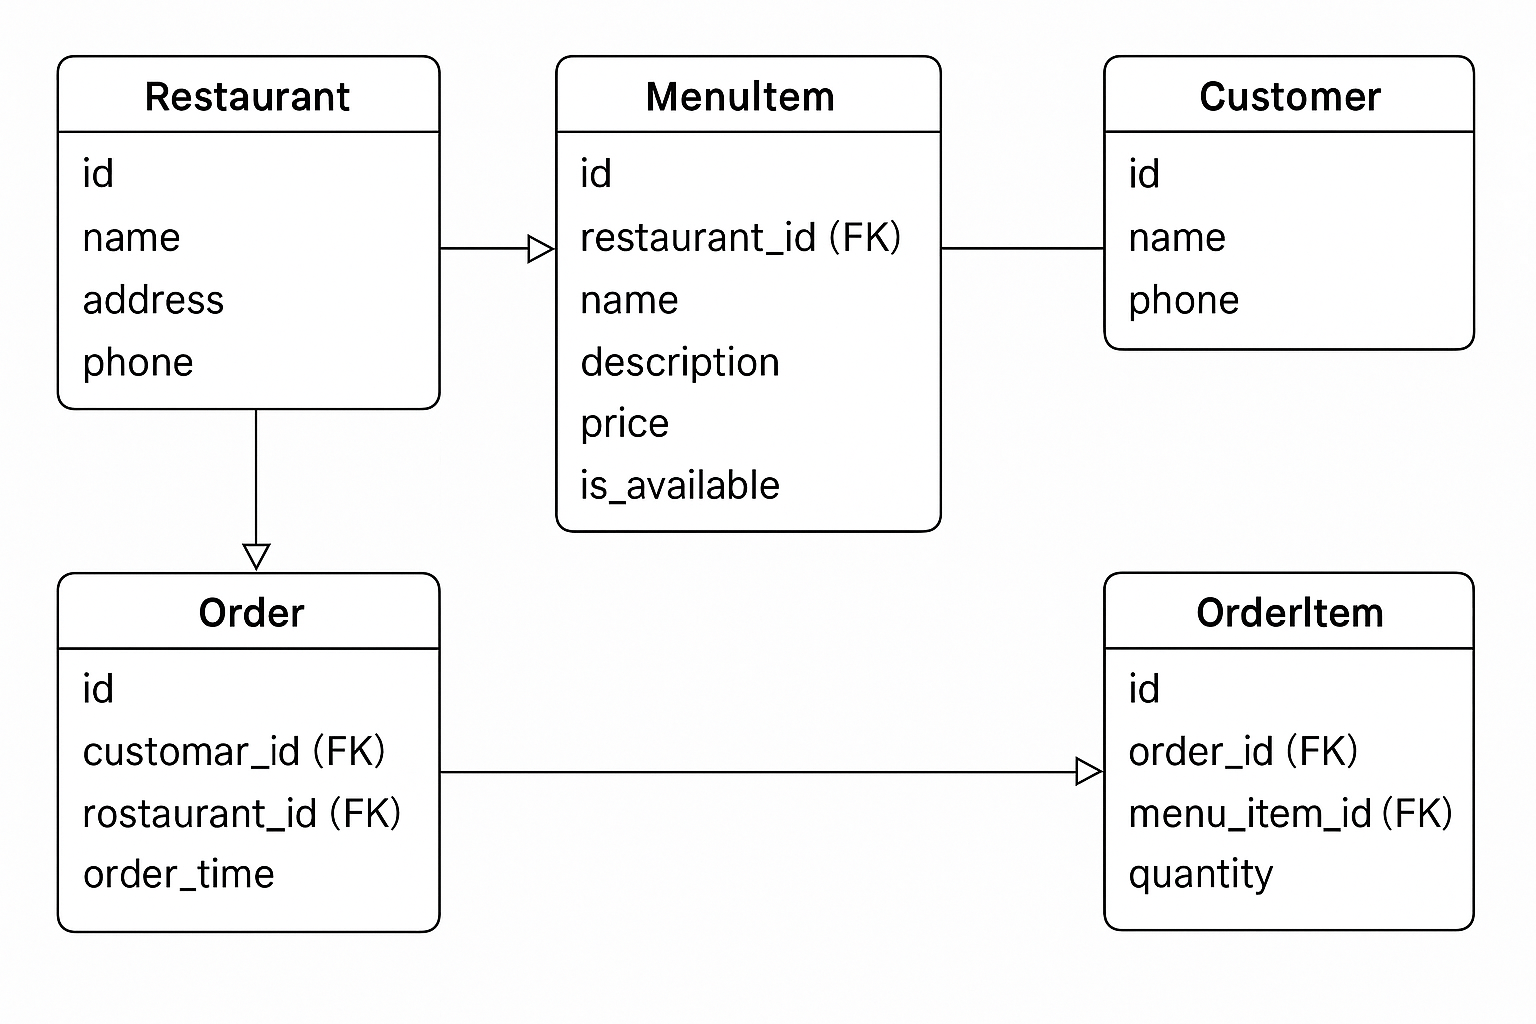 Restaurant
id
name
address
phone
MenuItem
id
restaurant_id (FK)
name
description
price
is_available
Customer
id
name
phone
Order
id
customar_id (FK)
rostaurant_id (FK)
order_time
OrderItem
id
order_id (FK)
menu_item_id (FK)
quantity